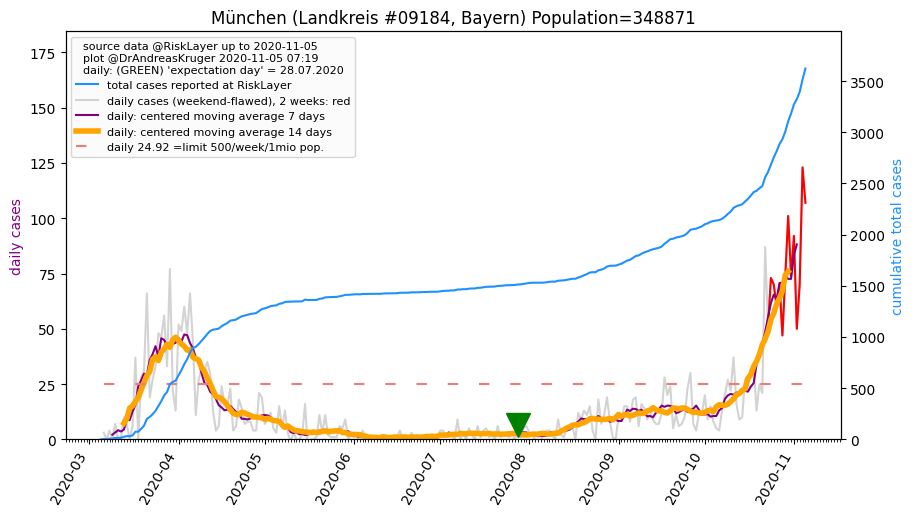 München (Landkreis #09184, Bayern) Population=348871
source data @RiskLayer up to 2020-11-05
plot @DrAndreasKruger 2020-11-05 07:19
daily: (GREEN) 'expectation day' = 28.07.2020
total cases reported at RiskLayer
daily cases (weekend-flawed), 2 weeks: red
daily: centered moving average 7 days
daily: centered moving average 14 days
daily 24.92 =limit 500/week/1mio pop.
daily cases
175
150
125
100
75
50
25
0
cumulative total cases
3500
3000
2500
2000
1500
1000
500
0
2020-03
2020-04
2020-05
2020-06
2020-07
2020-08
2020-09
2020-10
2020-11